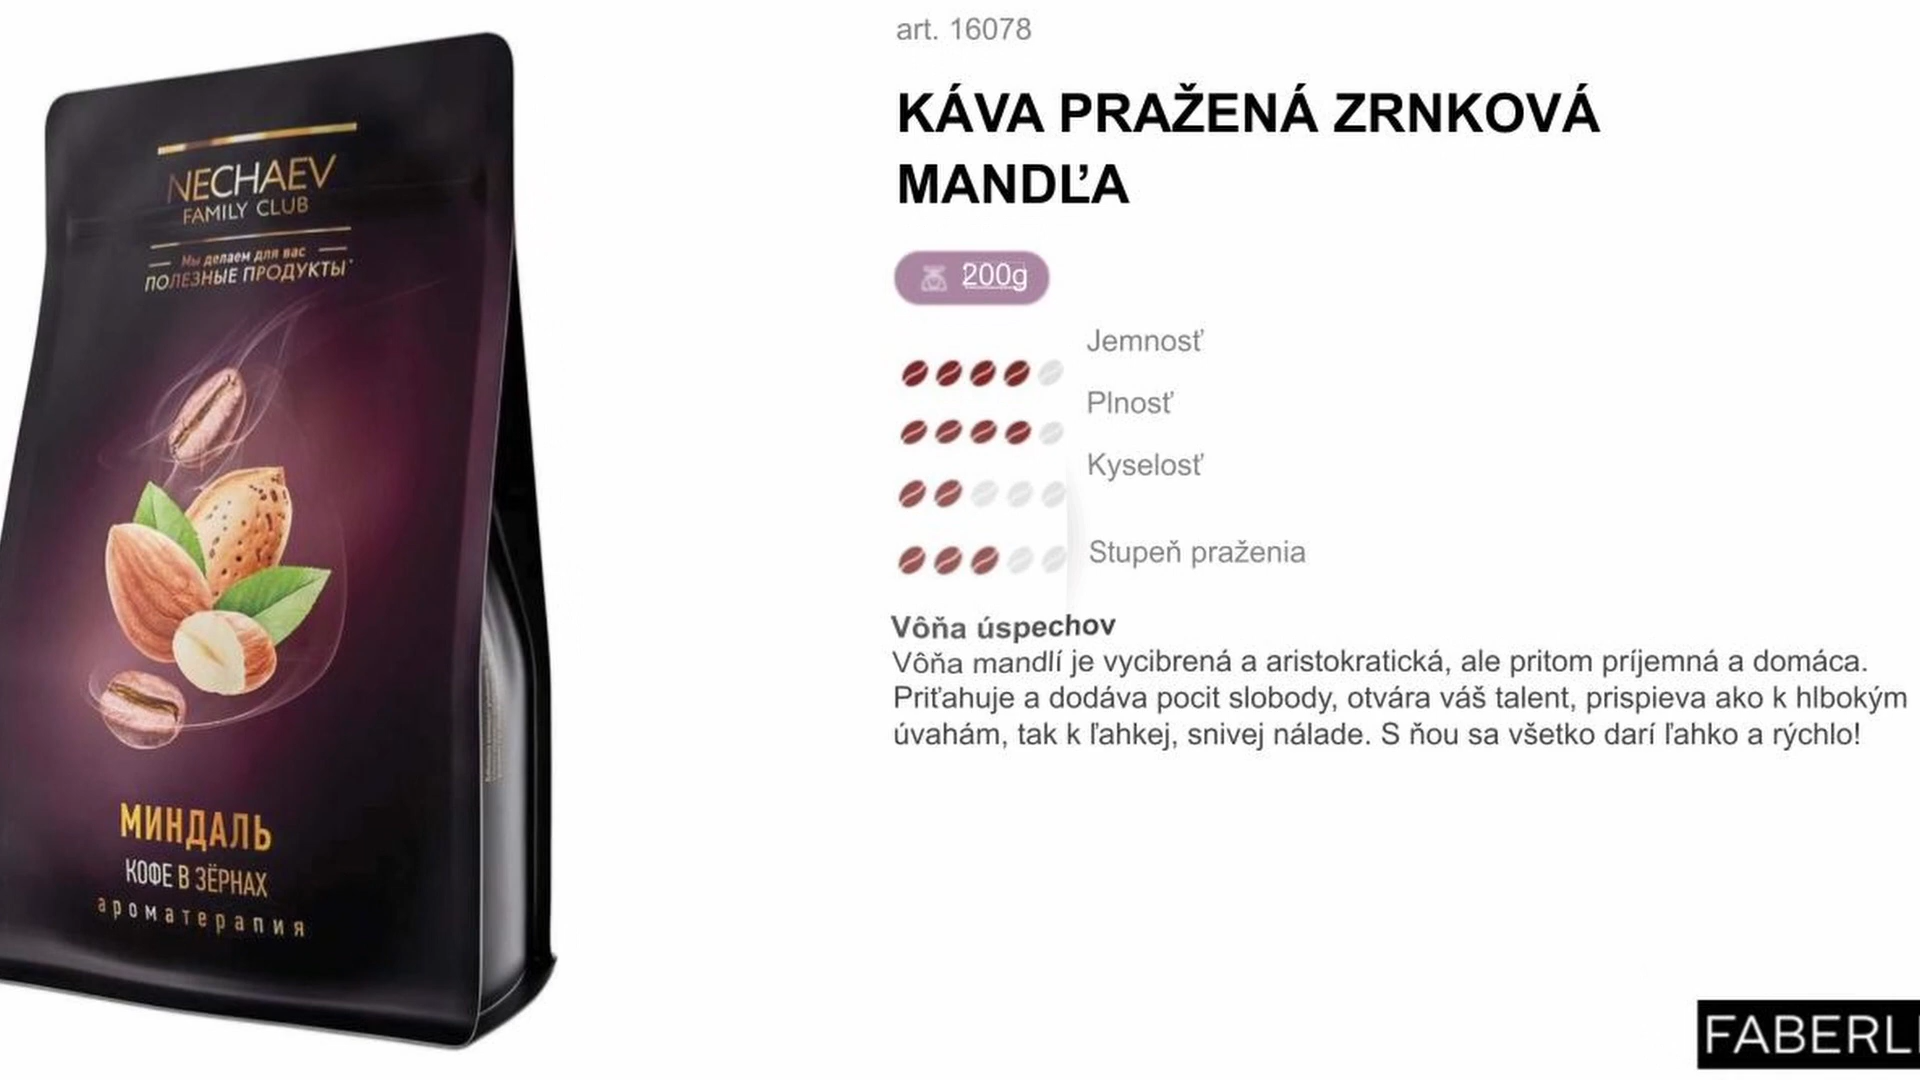 NECHAEV
FAMILY CLUB
Мы делаем для вас
ПОЛЕЗНЫЕ ПРОДУКТЫ*
МИНДАЛЬ
КОФЕ В ЗЁРНАХ
ароматерапия
art. 16078
KÁVA PRAŽENÁ ZRNKOVÁ
MANDĽA
200g
Jemnosť
Plnosť
Kyselosť
Stupeň praženia
Vôňa úspechov
Vôňa mandlí je vycibrená a aristokratická, ale pritom príjemná a domáca.
Priťahuje a dodáva pocit slobody, otvára váš talent, prispieva ako k hlbokým
úvahám, tak k ľahkej, snivej nálade. S ňou sa všetko darí ľahko a rýchlo!
FABERL